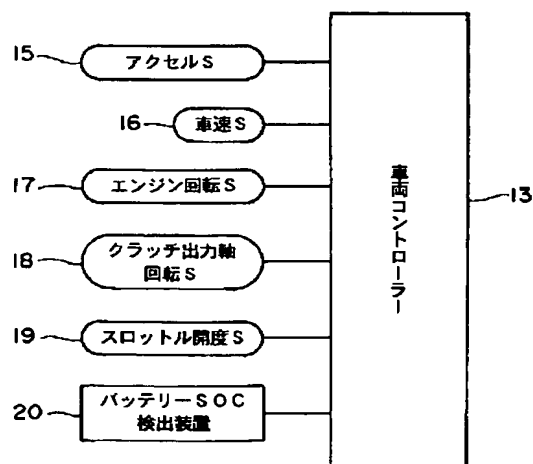 15
アクセルS
16
車速S
17
エンジン回転S
18
クラッチ出力軸
回転S
19
スロットル開度S
20
バッテリーSOC
検出装置
車両コントローラー
13